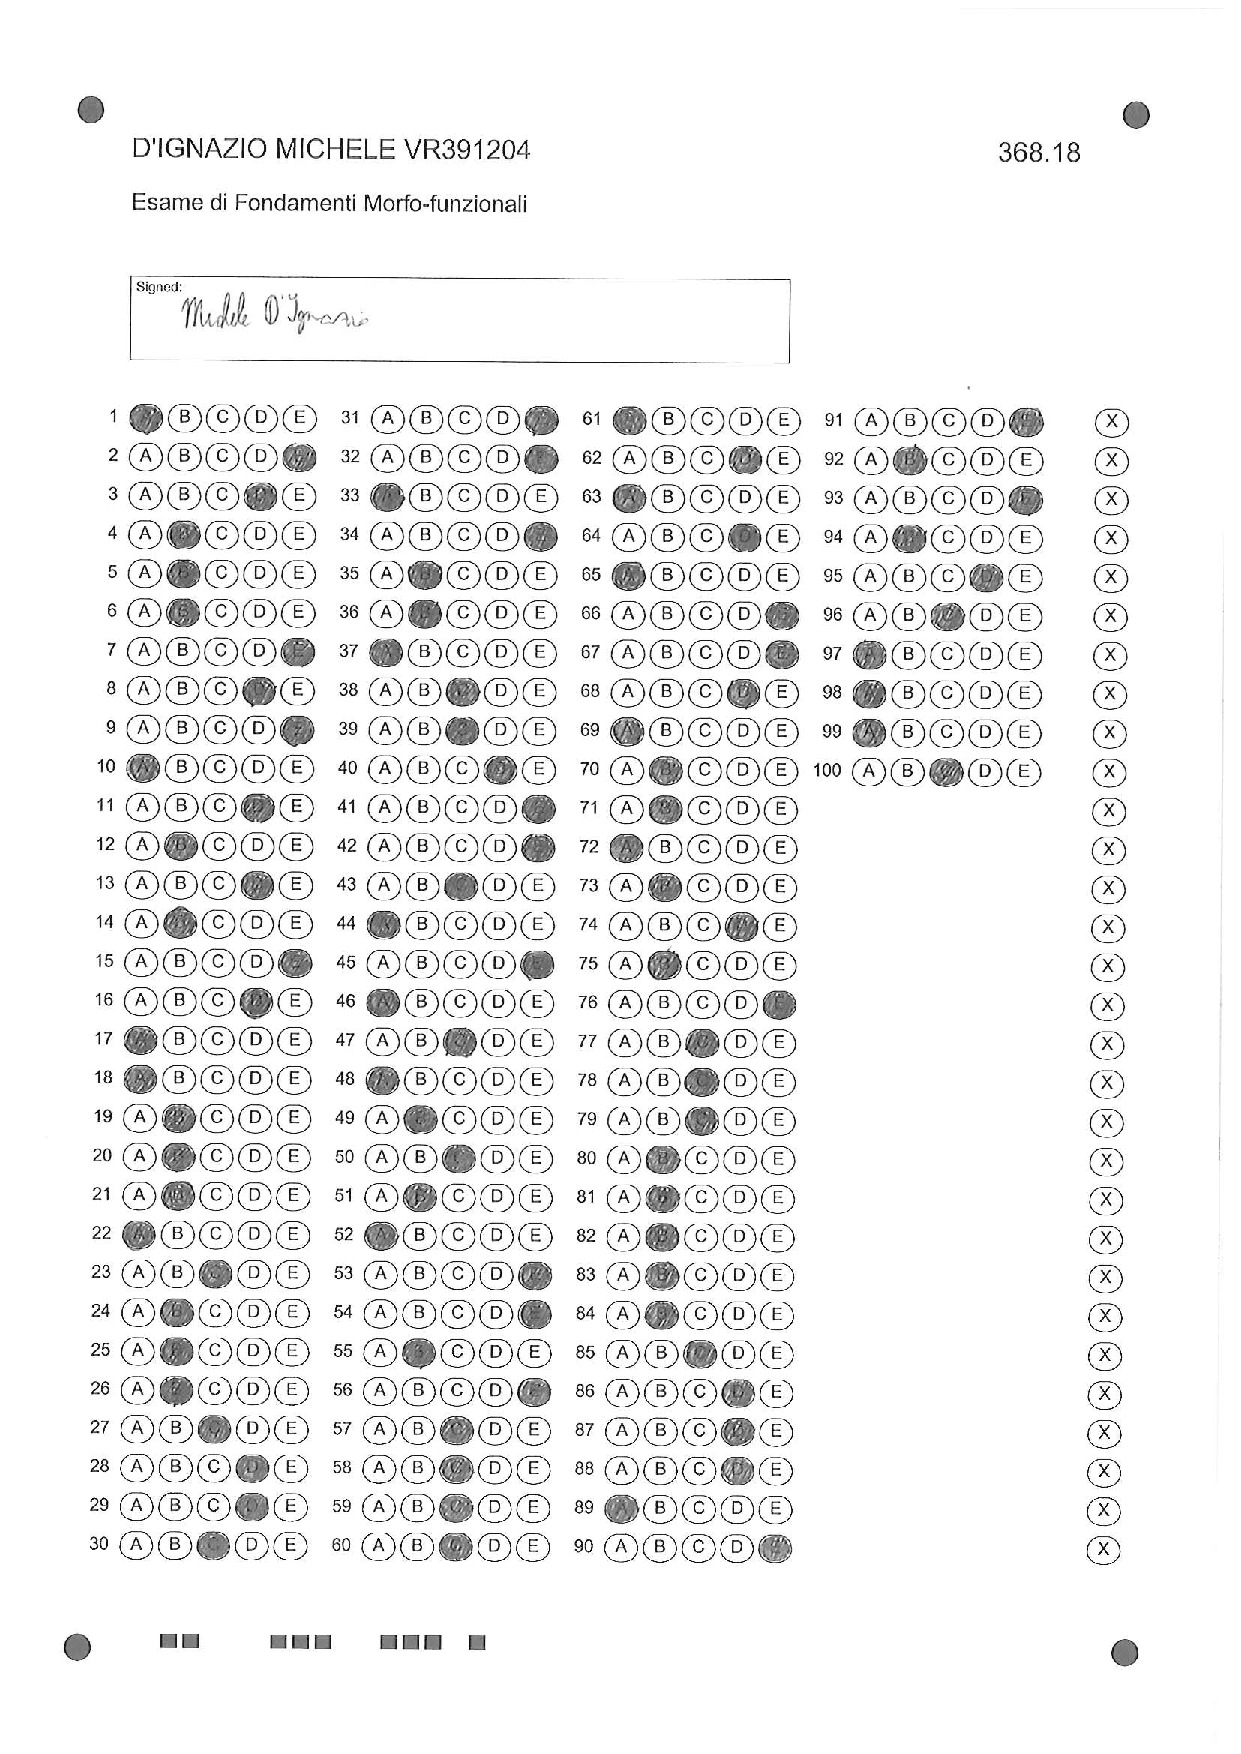 D'IGNAZIO MICHELE VR391204
368.18
Esame di Fondamenti Morfo-funzionali
Signed:
Michele D'Ignazio
1 B C D E 31 A B C D 61 B C D E 91 A B C D X
2 A B C D 32 A B C D 62 A B C E 92 A C D E X
3 A B C E 33 B C D E 63 B C D E 93 A B C D X
4 A C D E 34 A B C D 64 A B C E 94 A C D E X
5 A C D E 35 A C D E 65 B C D E 95 A B C E X
6 A C D E 36 A C D E 66 A B C D 96 A B D E X
7 A B C D 37 B C D E 67 A B C D 97 B C D E X
8 A B C E 38 A B D E 68 A B C E 98 B C D E X
9 A B C D 39 A B D E 69 B C D E 99 B C D E X
10 B C D E 40 A B C E 70 A C D E 100 A B D E X
11 A B C E 41 A B C D 71 A C D E X
12 A C D E 42 A B C D 72 B C D E X
13 A B C E 43 A B D E 73 A C D E X
14 A C D E 44 B C D E 74 A B C E X
15 A B C D 45 A B C D 75 A C D E X
16 A B C E 46 B C D E 76 A B C D X
17 B C D E 47 A B D E 77 A B D E X
18 B C D E 48 B C D E 78 A B D E X
19 A C D E 49 A C D E 79 A B D E X
20 A C D E 50 A B D E 80 A C D E X
21 A C D E 51 A C D E 81 A C D E X
22 B C D E 52 B C D E 82 A C D E X
23 A B D E 53 A B C D 83 A C D E X
24 A C D E 54 A B C D 84 A C D E X
25 A C D E 55 A C D E 85 A B D E X
26 A C D E 56 A B C D 86 A B C E X
27 A B D E 57 A B D E 87 A B C E X
28 A B C E 58 A B D E 88 A B C E X
29 A B C E 59 A B D E 89 B C D E X
30 A B D E 60 A B D E 90 A B C D X